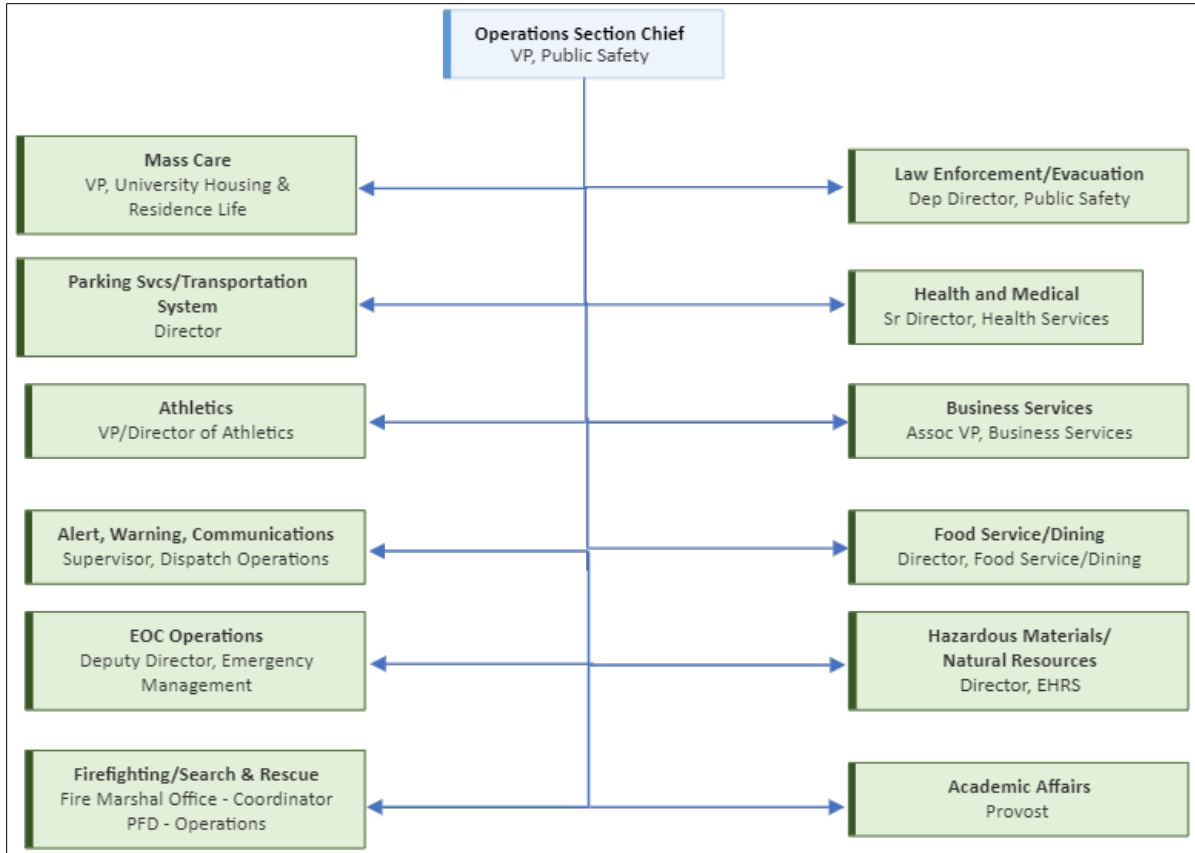 Operations Section Chief
VP, Public Safety
Mass Care
VP, University Housing &
Residence Life
Law Enforcement/Evacuation
Dep Director, Public Safety
Parking Svcs/Transportation
System
Director
Health and Medical
Sr Director, Health Services
Athletics
VP/Director of Athletics
Business Services
Assoc VP, Business Services
Alert, Warning, Communications
Supervisor, Dispatch Operations
Food Service/Dining
Director, Food Service/Dining
EOC Operations
Deputy Director, Emergency
Management
Hazardous Materials/
Natural Resources
Director, EHRS
Firefighting/Search & Rescue
Fire Marshal Office - Coordinator
PFD - Operations
Academic Affairs
Provost